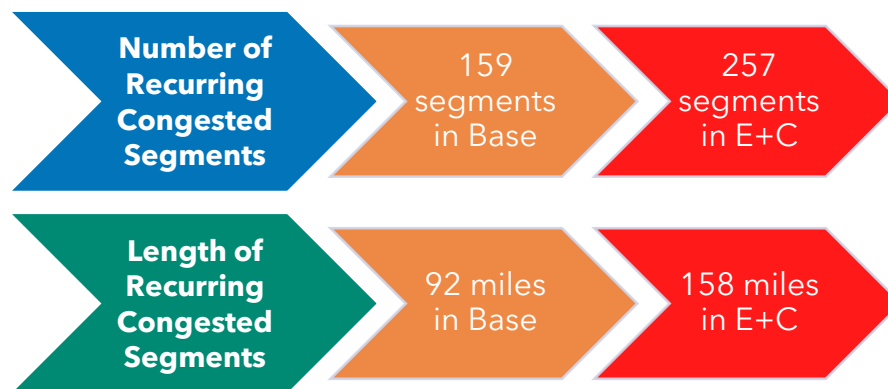 Number of
Recurring
Congested
Segments
159
segments
in Base
257
segments
in E+C
Length of
Recurring
Congested
Segments
92 miles
in Base
158 miles
in E+C